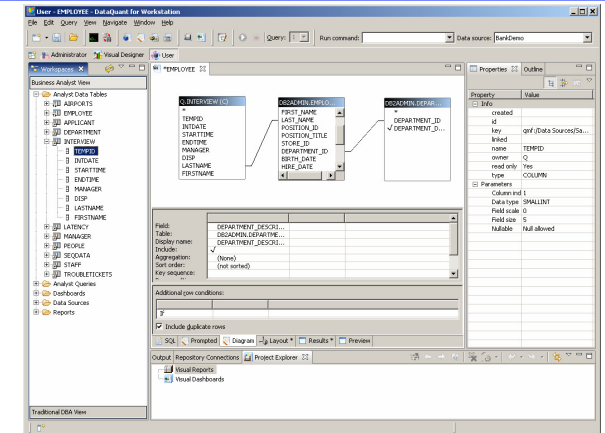 User - EMPLOYEE - DataQuant for Workstation
File Edit Query View Navigate Window Help
Query: 1 Run command: Data source: BankDemo
Administrator Visual Designer User
Workspaces
Business Analyst View
Analyst Data Tables
AIRPORTS
EMPLOYEE
APPLICANT
DEPARTMENT
INTERVIEW
TEMPID
INTDATE
STARTTIME
ENDTIME
MANAGER
DISP
LASTNAME
FIRSTNAME
LATENCY
MANAGER
PEOPLE
SEQDATA
STAFF
TROUBLETICKETS
Analyst Queries
Dashboards
Data Sources
Reports
Traditional DBA View
*EMPLOYEE
Q.INTERVIEW (C)
*
TEMPID
INTDATE
STARTTIME
ENDTIME
MANAGER
DISP
LASTNAME
FIRSTNAME
DB2ADMIN.EMPLO...
FIRST_NAME
LAST_NAME
POSITION_ID
POSITION_TITLE
STORE_ID
DEPARTMENT_ID
BIRTH_DATE
HIRE_DATE
DB2ADMIN.DEPAR...
*
DEPARTMENT_ID
DEPARTMENT_D...
Field: DEPARTMENT_DESCRI...
Table: DB2ADMIN.DEPARTME...
Display name: DEPARTMENT_DESCRI...
Include:
Aggregation: (None)
Sort order: (not sorted)
Key sequence:
Additional row conditions:
If
Include duplicate rows
SQL Prompted Diagram Layout * Results * Preview
Output Repository Connections Project Explorer
Visual Reports
Visual Dashboards
Properties Outline
Property Value
Info
created
id
key qmf:/Data Sources/Sa...
linked
name TEMPID
owner Q
read only Yes
type COLUMN
Parameters
Column ind 1
Data type SMALLINT
Field scale 0
Field size 5
Nullable Null allowed